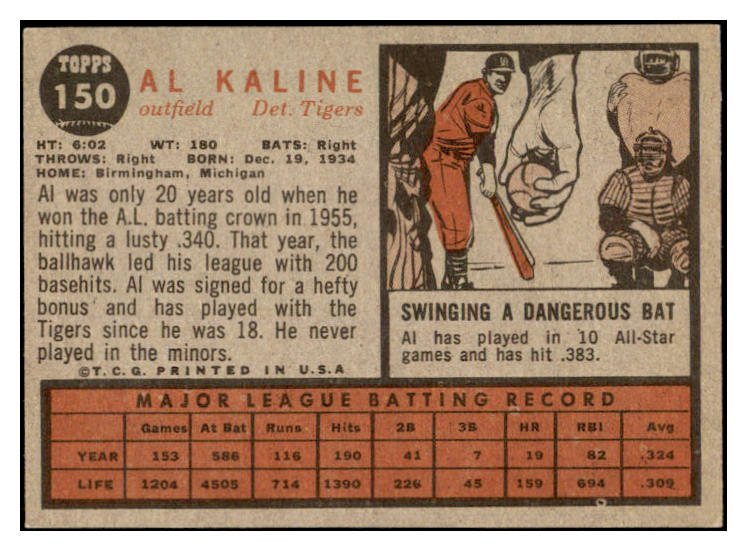 TOPPS
150
AL KALINE
outfield Det. Tigers
HT: 6:02 WT: 180 BATS: Right
THROWS: Right BORN: Dec. 19, 1934
HOME: Birmingham, Michigan
Al was only 20 years old when he
won the A.L. batting crown in 1955,
hitting a lusty .340. That year, the
ballhawk led his league with 200
basehits. Al was signed for a hefty
bonus and has played with the
Tigers since he was 18. He never
played in the minors.
©T.C.G. PRINTED IN U.S.A
SWINGING A DANGEROUS BAT
Al has played in 10 All-Star
games and has hit .383.
MAJOR LEAGUE BATTING RECORD
Games At Bat Runs Hits 2B 3B HR RBI Avg
YEAR 153 586 116 190 41 7 19 82 .324
LIFE 1204 4505 714 1390 226 45 159 694 .309